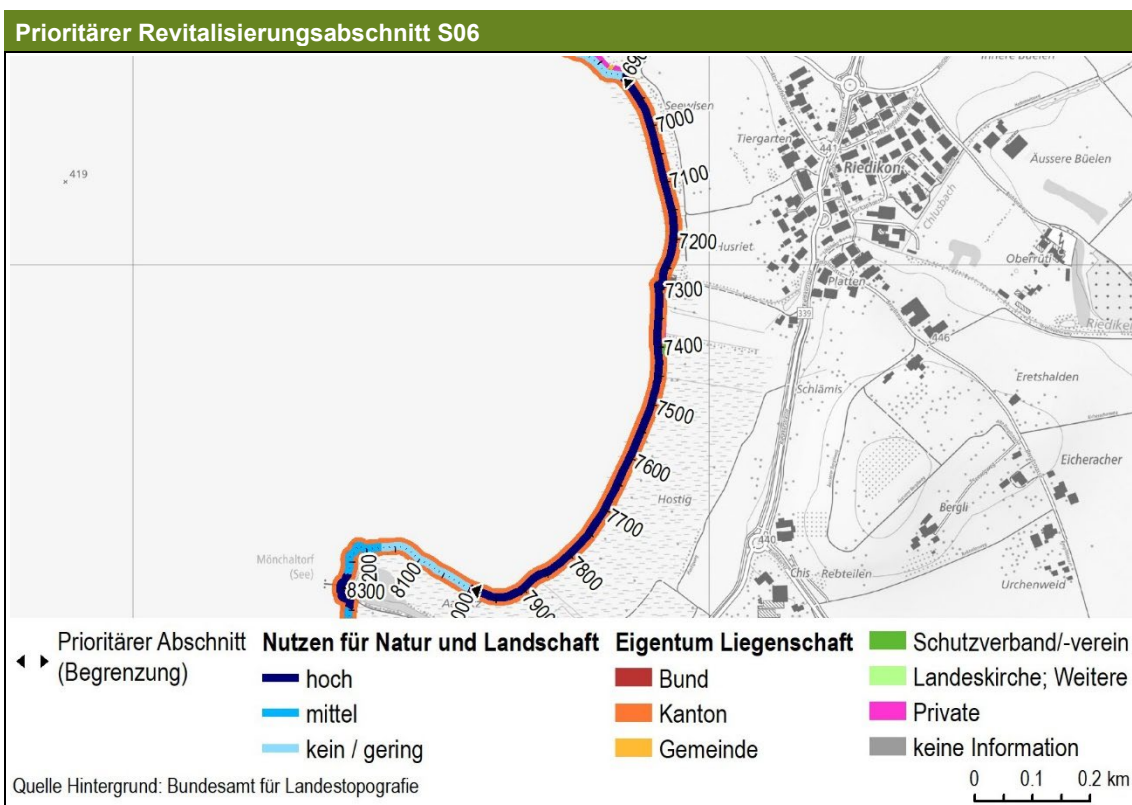 Prioritärer Revitalisierungsabschnitt S06
Seewisen
7000
Tiergarten
441
Äussere Büelen
419
7100
Riedikon
Chlusbach
7200
Husriet
Oberrüti
7300
Platten
339
446
7400
Eretshalden
Schlämis
7500
Eicheracher
7600
Hostig
Bergli
7700
440
Mönchaltorf
(See)
8100
7800
Chis - Rebteilen
Urchenweid
8300
7900
Prioritärer Abschnitt
(Begrenzung)
Nutzen für Natur und Landschaft
hoch
mittel
kein / gering
Eigentum Liegenschaft
Bund
Kanton
Gemeinde
Schutzverband/-verein
Landeskirche; Weitere
Private
keine Information
Quelle Hintergrund: Bundesamt für Landestopografie
0 0.1 0.2 km